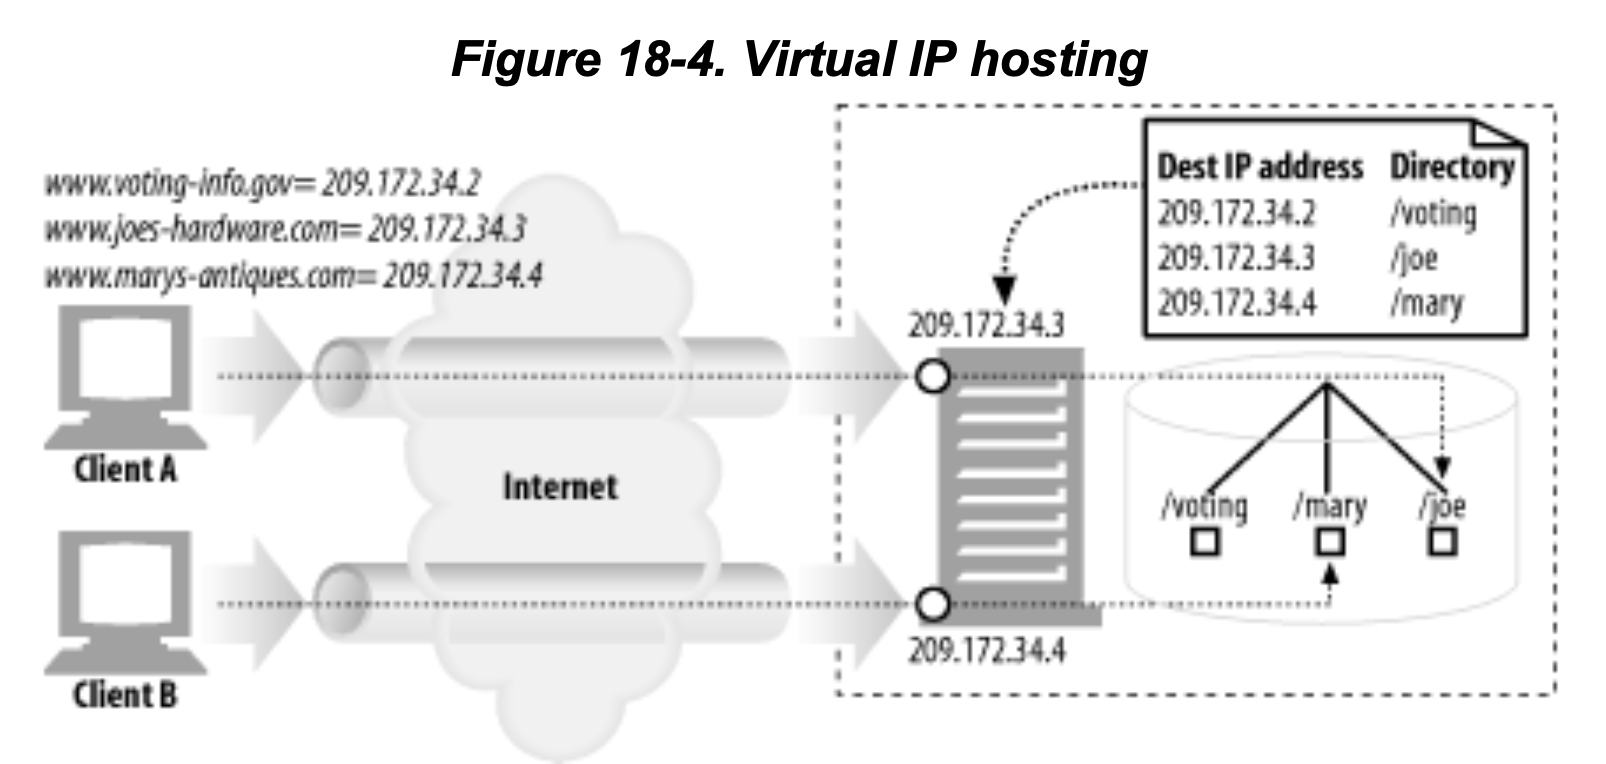 Figure 18-4. Virtual IP hosting
www.voting-info.gov= 209.172.34.2
www.joes-hardware.com= 209.172.34.3
www.marys-antiques.com= 209.172.34.4
Client A
Internet
Client B
Dest IP address Directory
209.172.34.2 /voting
209.172.34.3 /joe
209.172.34.4 /mary
209.172.34.3
/voting /mary /joe
209.172.34.4